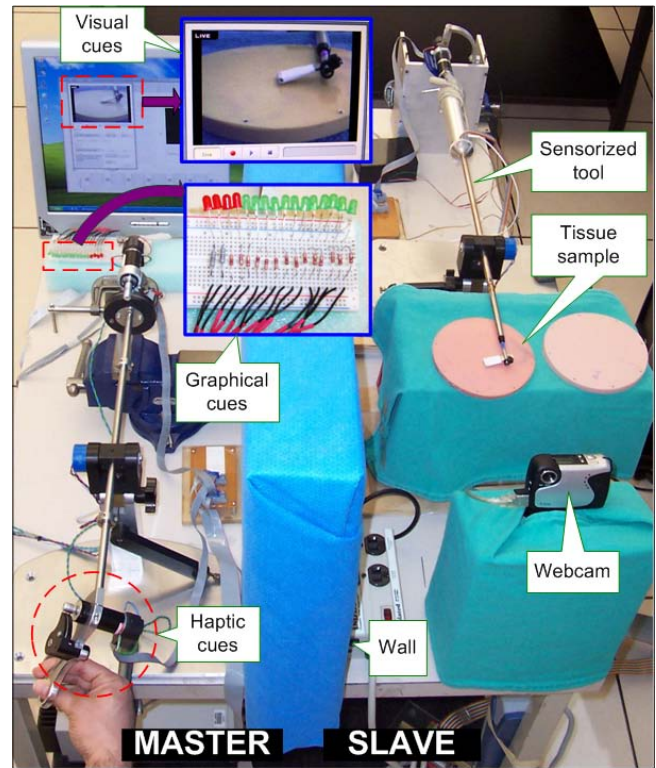 Visual
cues
LIVE
Sensorized
tool
Tissue
sample
Graphical
cues
Webcam
Haptic
cues
Wall
MASTER
SLAVE